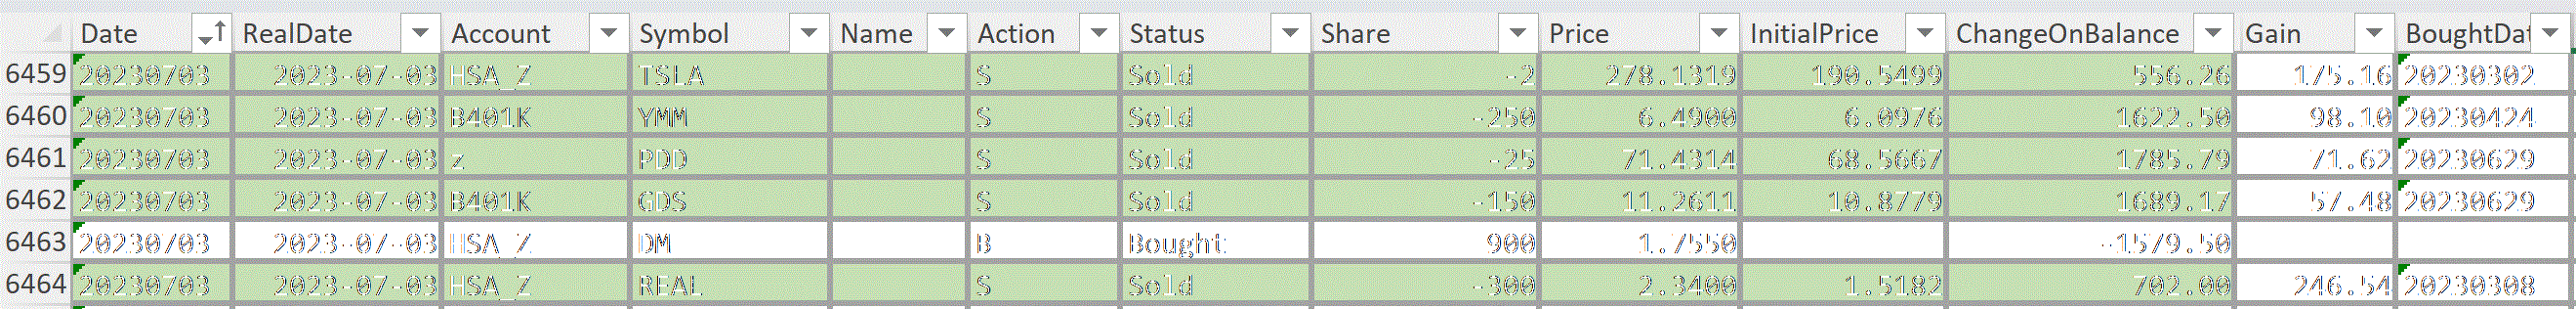 Date RealDate Account Symbol Name Action Status Share Price InitialPrice ChangeOnBalance Gain BoughtDat
6459 20230703 2023-07-03 HSA_Z TSLA S Sold -2 278.1319 190.5499 556.26 175.16 20230302
6460 20230703 2023-07-03 B401K YMM S Sold -250 6.4900 6.0976 1622.50 98.10 20230424
6461 20230703 2023-07-03 z PDD S Sold -25 71.4314 68.5667 1785.79 71.62 20230629
6462 20230703 2023-07-03 B401K GDS S Sold -150 11.2611 10.8779 1689.17 57.48 20230629
6463 20230703 2023-07-03 HSA_Z DM B Bought 900 1.7550 -1579.50
6464 20230703 2023-07-03 HSA_Z REAL S Sold -300 2.3400 1.5182 702.00 246.54 20230308